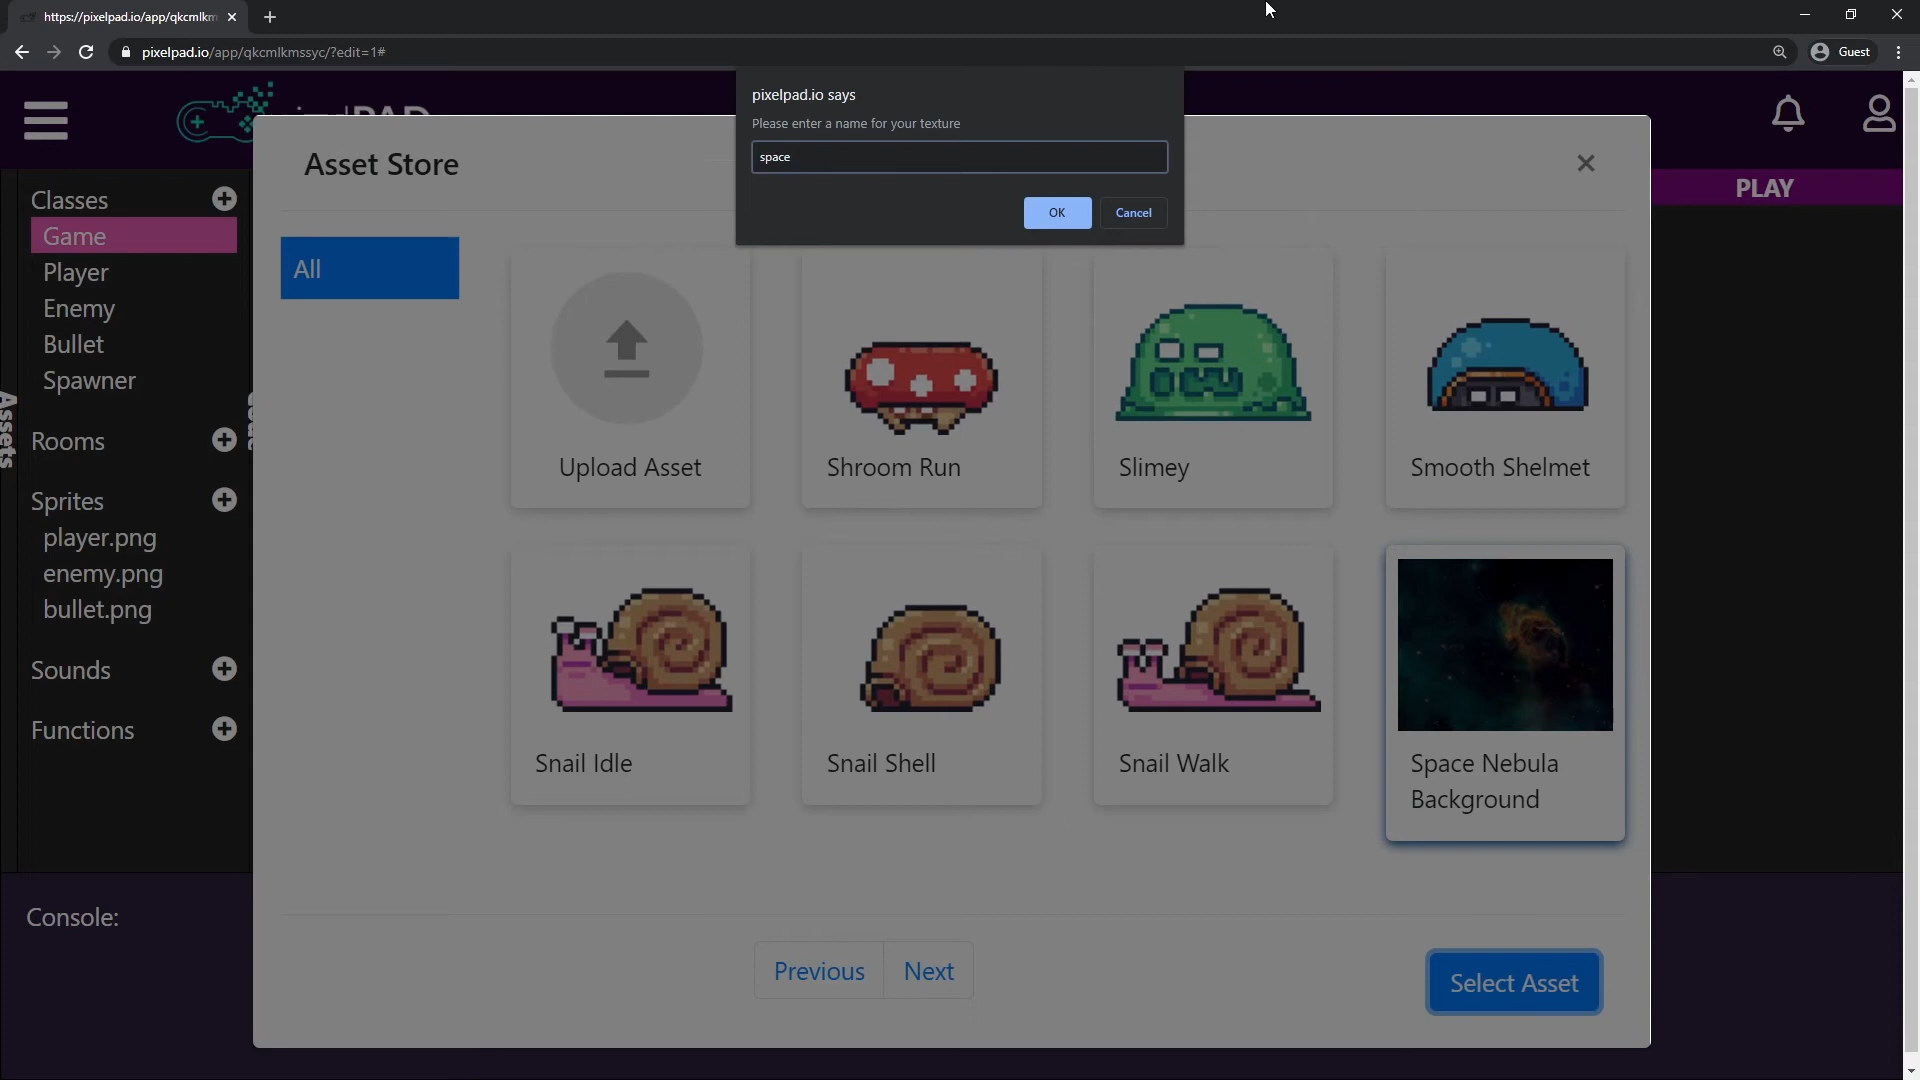 https://pixelpad.io/app/qkcmlkm
pixelpad.io/app/qkcmlkmssyc/?edit=1#
Guest
pixelpad.io says
Please enter a name for your texture
space
OK
Cancel
Asset Store
PLAY
Classes
Game
Player
Enemy
Bullet
Spawner
Rooms
Sprites
player.png
enemy.png
bullet.png
Sounds
Functions
Assets
All
Upload Asset
Shroom Run
Slimey
Smooth Shelmet
Snail Idle
Snail Shell
Snail Walk
Space Nebula
Background
Console:
Previous
Next
Select Asset